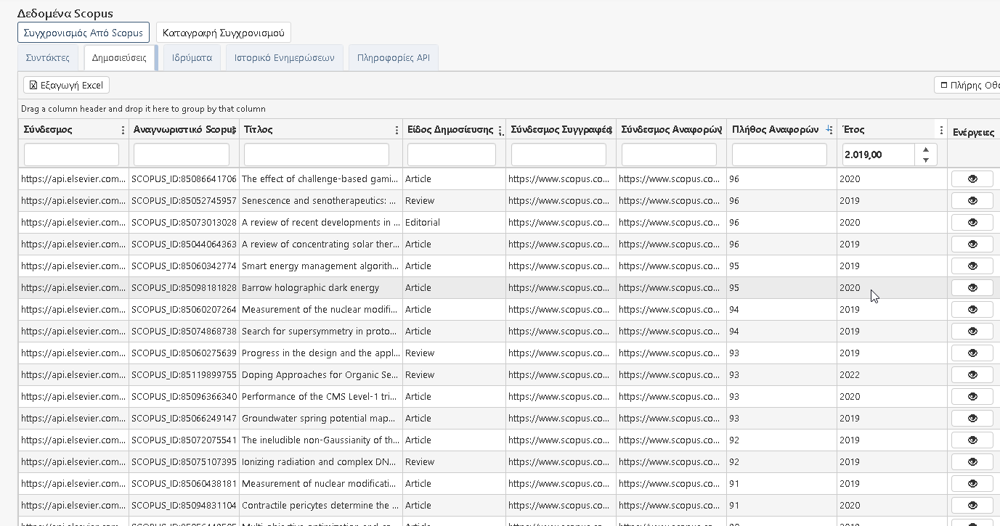 Δεδομένα Scopus
Συγχρονισμός Από Scopus Καταγραφή Συγχρονισμού
Συντάκτες Δημοσιεύσεις Ιδρύματα Ιστορικό Ενημερώσεων Πληροφορίες API
Εξαγωγή Excel Πλήρης Οθο
Drag a column header and drop it here to group by that column
Σύνδεσμος Αναγνωριστικό Scopus Τίτλος Είδος Δημοσίευσης Σύνδεσμος Συγγραφές Σύνδεσμος Αναφορών Πλήθος Αναφορών Έτος Ενέργειες
2.019,00
https://api.elsevier.com... SCOPUS_ID:85086641706 The effect of challenge-based gami... Article https://www.scopus.co... https://www.scopus.co... 96 2020
https://api.elsevier.com... SCOPUS_ID:85052745957 Senescence and senotherapeutics: ... Review https://www.scopus.co... https://www.scopus.co... 96 2019
https://api.elsevier.com... SCOPUS_ID:85073013028 A review of recent developments in ... Editorial https://www.scopus.co... https://www.scopus.co... 96 2020
https://api.elsevier.com... SCOPUS_ID:85044064363 A review of concentrating solar ther... Article https://www.scopus.co... https://www.scopus.co... 96 2019
https://api.elsevier.com... SCOPUS_ID:85060342774 Smart energy management algorith... Article https://www.scopus.co... https://www.scopus.co... 95 2019
https://api.elsevier.com... SCOPUS_ID:85098181828 Barrow holographic dark energy Article https://www.scopus.co... https://www.scopus.co... 95 2020
https://api.elsevier.com... SCOPUS_ID:85060207264 Measurement of the nuclear modifi... Article https://www.scopus.co... https://www.scopus.co... 94 2019
https://api.elsevier.com... SCOPUS_ID:85074868738 Search for supersymmetry in proto... Article https://www.scopus.co... https://www.scopus.co... 94 2019
https://api.elsevier.com... SCOPUS_ID:85060275639 Progress in the design and the appl... Review https://www.scopus.co... https://www.scopus.co... 93 2019
https://api.elsevier.com... SCOPUS_ID:85119899755 Doping Approaches for Organic Se... Review https://www.scopus.co... https://www.scopus.co... 93 2022
https://api.elsevier.com... SCOPUS_ID:85096366340 Performance of the CMS Level-1 tri... Article https://www.scopus.co... https://www.scopus.co... 93 2020
https://api.elsevier.com... SCOPUS_ID:85066249147 Groundwater spring potential map... Article https://www.scopus.co... https://www.scopus.co... 93 2019
https://api.elsevier.com... SCOPUS_ID:85072075541 The ineludible non-Gaussianity of th... Article https://www.scopus.co... https://www.scopus.co... 92 2019
https://api.elsevier.com... SCOPUS_ID:85075107395 Ionizing radiation and complex DN... Review https://www.scopus.co... https://www.scopus.co... 92 2019
https://api.elsevier.com... SCOPUS_ID:85060438181 Measurement of nuclear modificati... Article https://www.scopus.co... https://www.scopus.co... 91 2019
https://api.elsevier.com... SCOPUS_ID:85094831104 Contractile pericytes determine the ... Article https://www.scopus.co... https://www.scopus.co... 91 2020